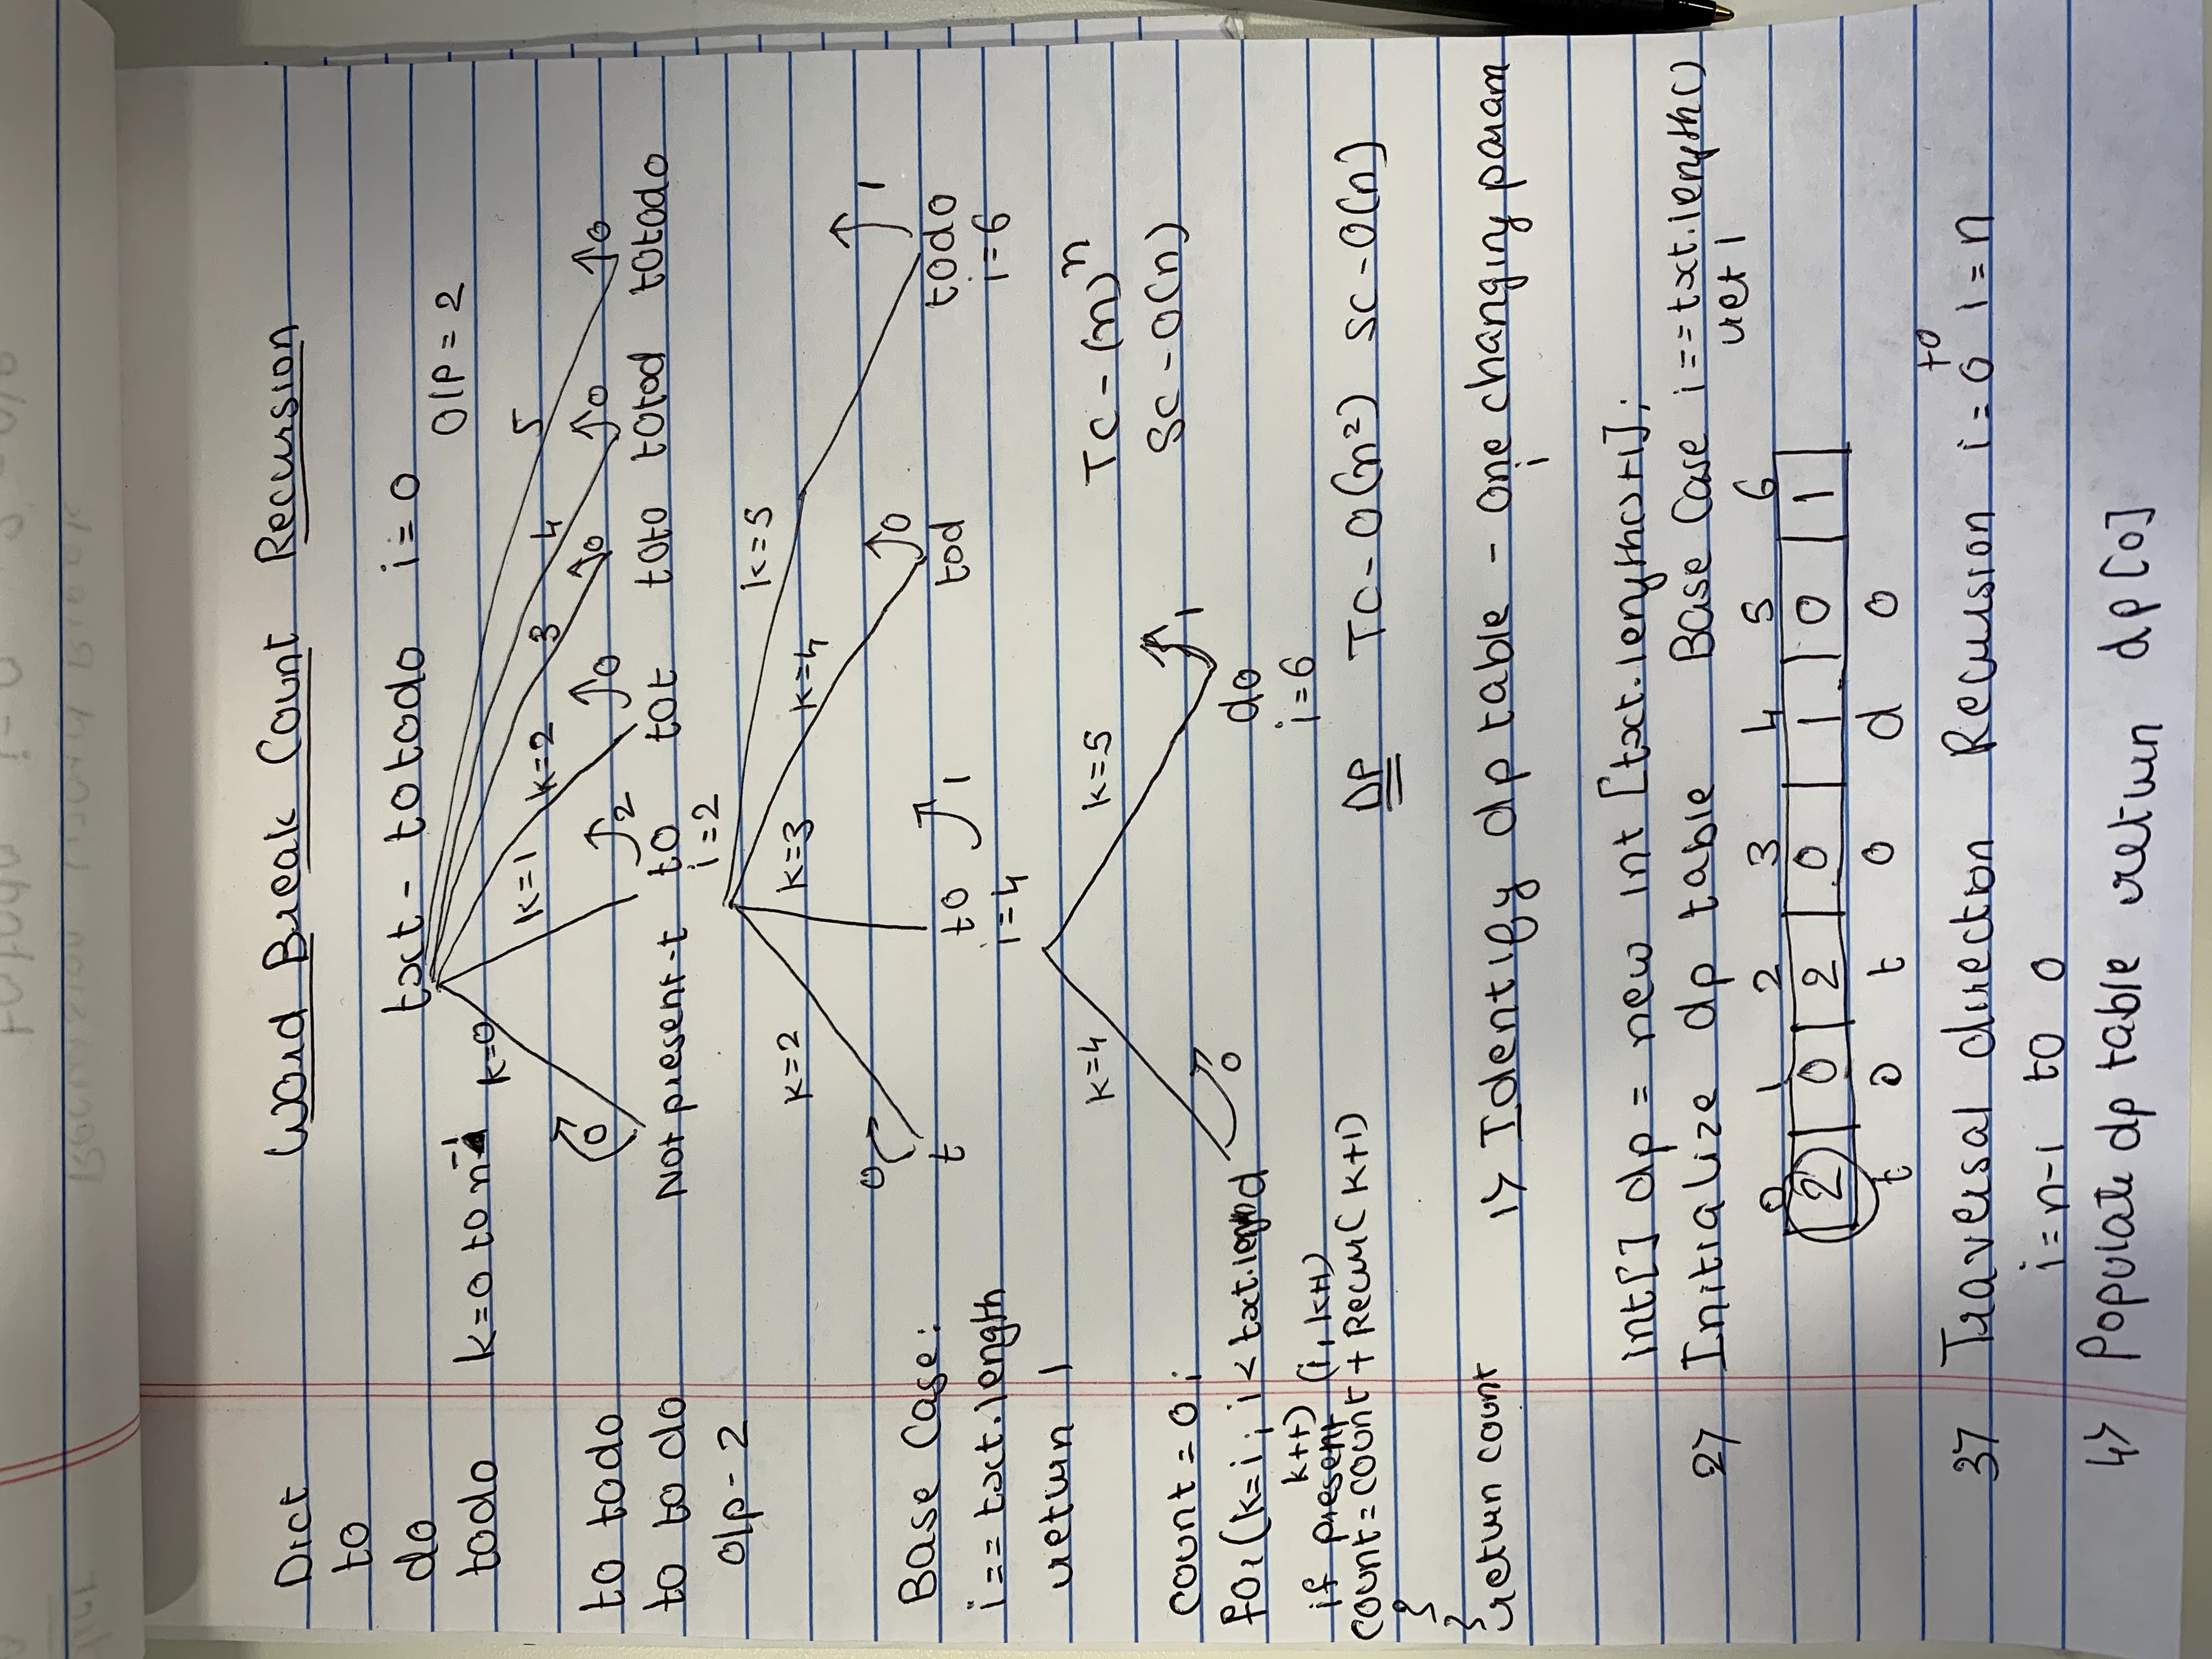 Word Break Count Recursion
Dict
to
do
todo
to todo
to to do
O/P - 2
txt - totodo i = 0
O/P = 2
k=0 to n-1
k=0
k=1
k=2
3
4
5
0
2
0
0
0
0
Not present - t
to
tot
toto
totod
totodo
i=2
k=2
k=3
k=4
k=5
0
1
0
1
t
to
tod
todo
i=4
i=6
k=4
k=5
0
1
do
i=6
Base Case:
i == txt.length
return 1
TC - (n)^n
SC - O(n)
count = 0;
for(k=i; i < txt.length
k++)
if present (i, k+1)
count = count + Recur(k+1)
}
}
return count
DP TC - O(n²) SC - O(n)
1> Identify dp table - One changing param
i
int[] dp = new int [txt.length()+1];
2> Initialize dp table Base Case i == txt.length()
ret 1
0 1 2 3 4 5 6
2 0 2 0 1 0 1
t o t o d o
3> Traversal direction Recursion i = 0 to i = n
i = n-1 to 0
4> Populate dp table return dp[0]